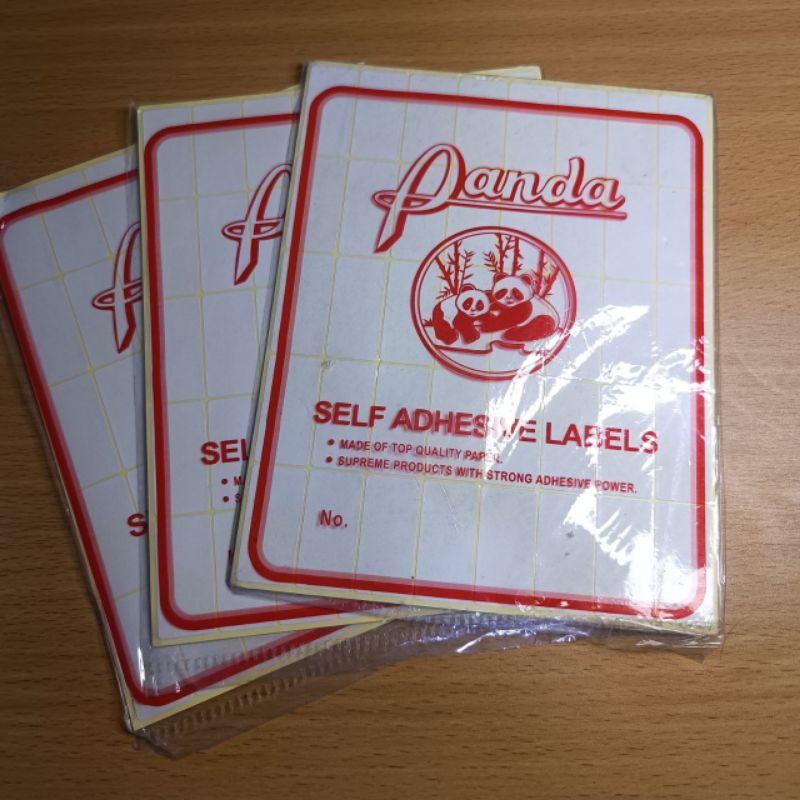 Panda
SELF ADHESIVE LABELS
• MADE OF TOP QUALITY PAPER.
• SUPREME PRODUCTS WITH STRONG ADHESIVE POWER.
No.